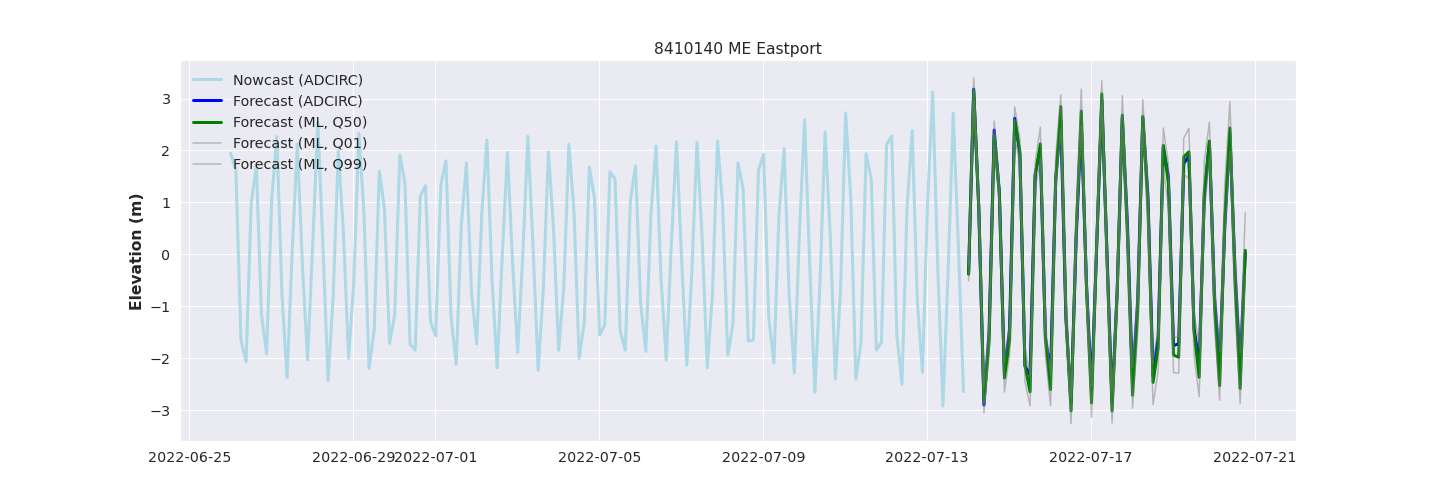 8410140 ME Eastport
Nowcast (ADCIRC)
Forecast (ADCIRC)
Forecast (ML, Q50)
Forecast (ML, Q01)
Forecast (ML, Q99)
Elevation (m)
3
2
1
0
−1
−2
−3
2022-06-25 2022-06-29 2022-07-01 2022-07-05 2022-07-09 2022-07-13 2022-07-17 2022-07-21